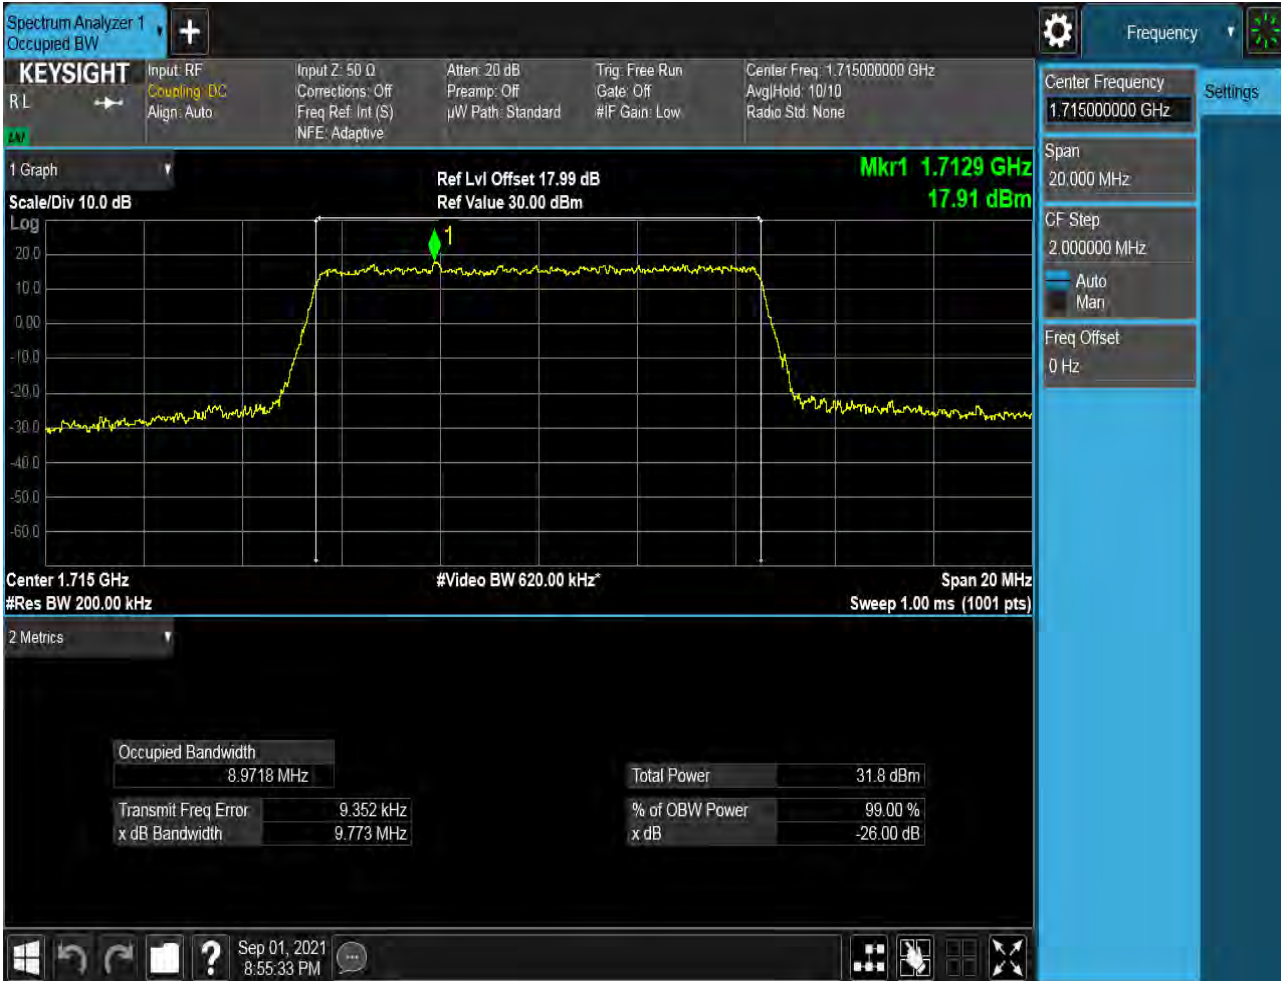 Spectrum Analyzer 1
Occupied BW
+
Frequency
KEYSIGHT
R L
Input: RF
Coupling: DC
Align: Auto
Input Z: 50 Ω
Corrections: Off
Freq Ref: Int (S)
NFE: Adaptive
Atten: 20 dB
Preamp: Off
µW Path: Standard
Trig: Free Run
Gate: Off
#IF Gain: Low
Center Freq: 1.715000000 GHz
Avg|Hold: 10/10
Radio Std: None
Center Frequency
1.715000000 GHz
Settings
Span
20.000 MHz
CF Step
2.000000 MHz
Auto
Man
Freq Offset
0 Hz
1 Graph
Scale/Div 10.0 dB
Log
Ref Lvl Offset 17.99 dB
Ref Value 30.00 dBm
Mkr1 1.7129 GHz
17.91 dBm
1
20.0
10.0
0.00
-10.0
-20.0
-30.0
-40.0
-50.0
-60.0
Center 1.715 GHz
#Res BW 200.00 kHz
#Video BW 620.00 kHz*
Span 20 MHz
Sweep 1.00 ms (1001 pts)
2 Metrics
Occupied Bandwidth
8.9718 MHz
Transmit Freq Error 9.352 kHz
x dB Bandwidth 9.773 MHz
Total Power 31.8 dBm
% of OBW Power 99.00 %
x dB -26.00 dB
?
Sep 01, 2021
8:55:33 PM